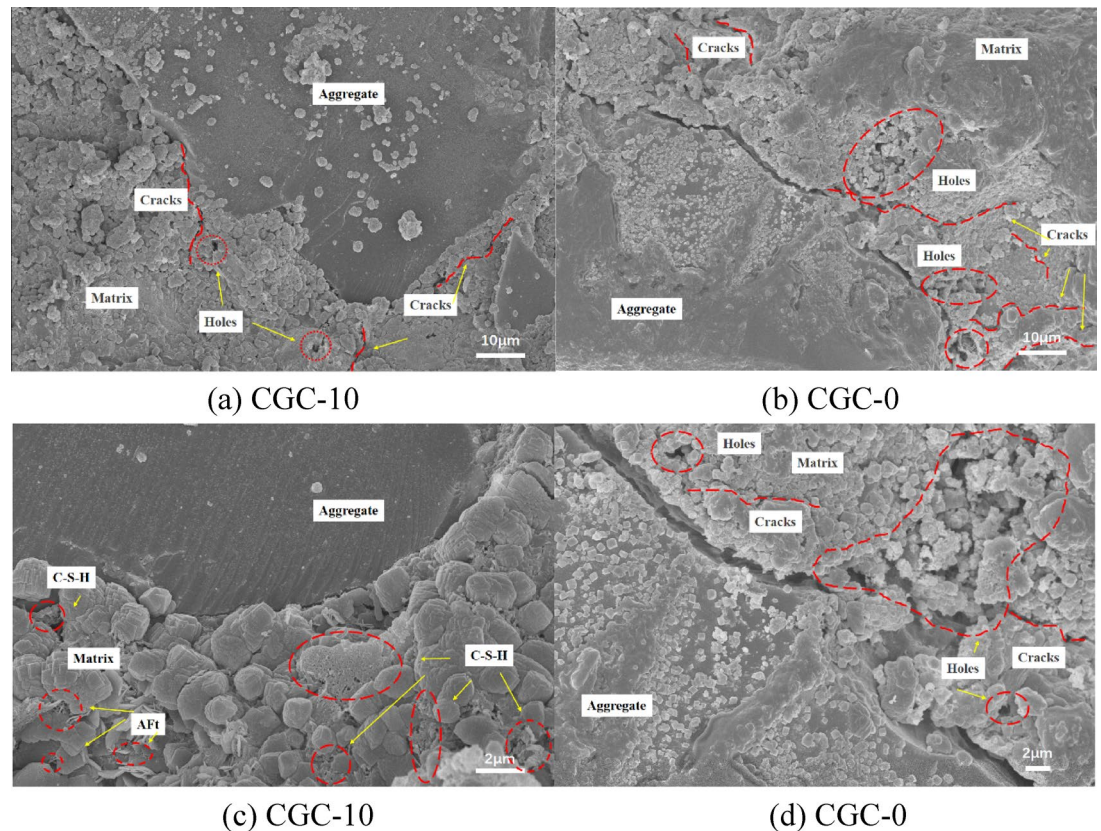 Aggregate
Cracks
Matrix
Holes
Cracks
10μm
(a) CGC-10
Cracks
Matrix
Holes
Cracks
Holes
Aggregate
10μm
(b) CGC-0
Aggregate
C-S-H
Matrix
C-S-H
AFt
2μm
(c) CGC-10
Holes
Matrix
Cracks
Holes
Cracks
Aggregate
2μm
(d) CGC-0